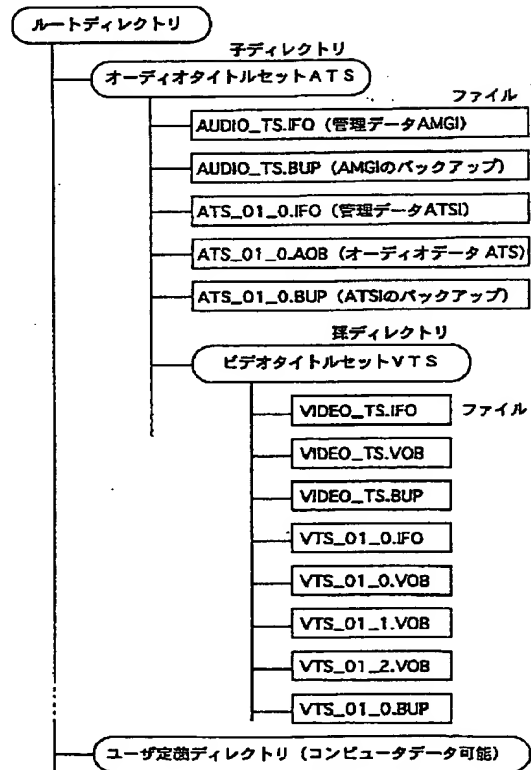 ルートディレクトリ
子ディレクトリ
オーディオタイトルセットATS
ファイル
AUDIO_TS.IFO (管理データAMGI)
AUDIO_TS.BUP (AMGIのバックアップ)
ATS_01_0.IFO (管理データATSI)
ATS_01_0.AOB (オーディオデータ ATS)
ATS_01_0.BUP (ATSIのバックアップ)
孫ディレクトリ
ビデオタイトルセットVTS
VIDEO_TS.IFO ファイル
VIDEO_TS.VOB
VIDEO_TS.BUP
VTS_01_0.IFO
VTS_01_0.VOB
VTS_01_1.VOB
VTS_01_2.VOB
VTS_01_0.BUP
ユーザ定義ディレクトリ (コンピュータデータ可能)